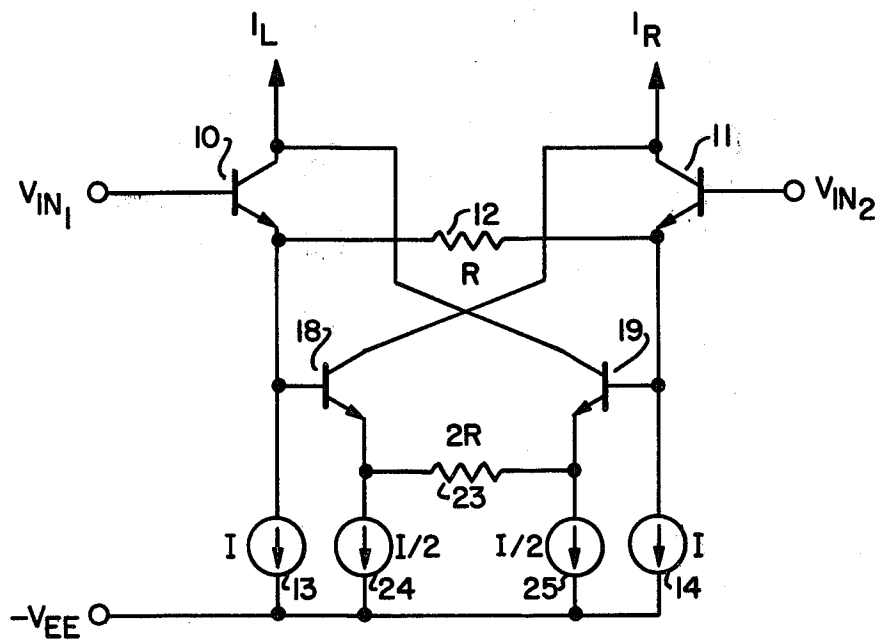 I_L I_R
10 11
V_IN1 12 V_IN2
R
18 19
2R
23
I I/2 I/2 I
13 24 25 14
-V_EE